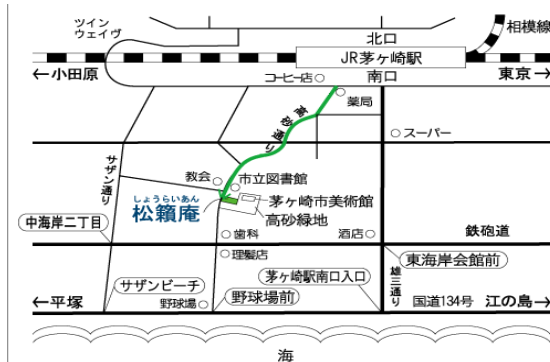 ツイン
ウェイヴ
北口
相模線
JR茅ヶ崎駅
←小田原
コーヒー店
南口
東京→
薬局
高砂通り
スーパー
サザン通り
教会
市立図書館
しょうらいあん
松籟庵
茅ヶ崎市美術館
高砂緑地
中海岸二丁目
歯科
酒店
鉄砲道
理髪店
東海岸会館前
サザンビーチ
茅ヶ崎駅南口入口
雄三通り
←平塚
野球場
野球場前
国道134号
江の島→
海